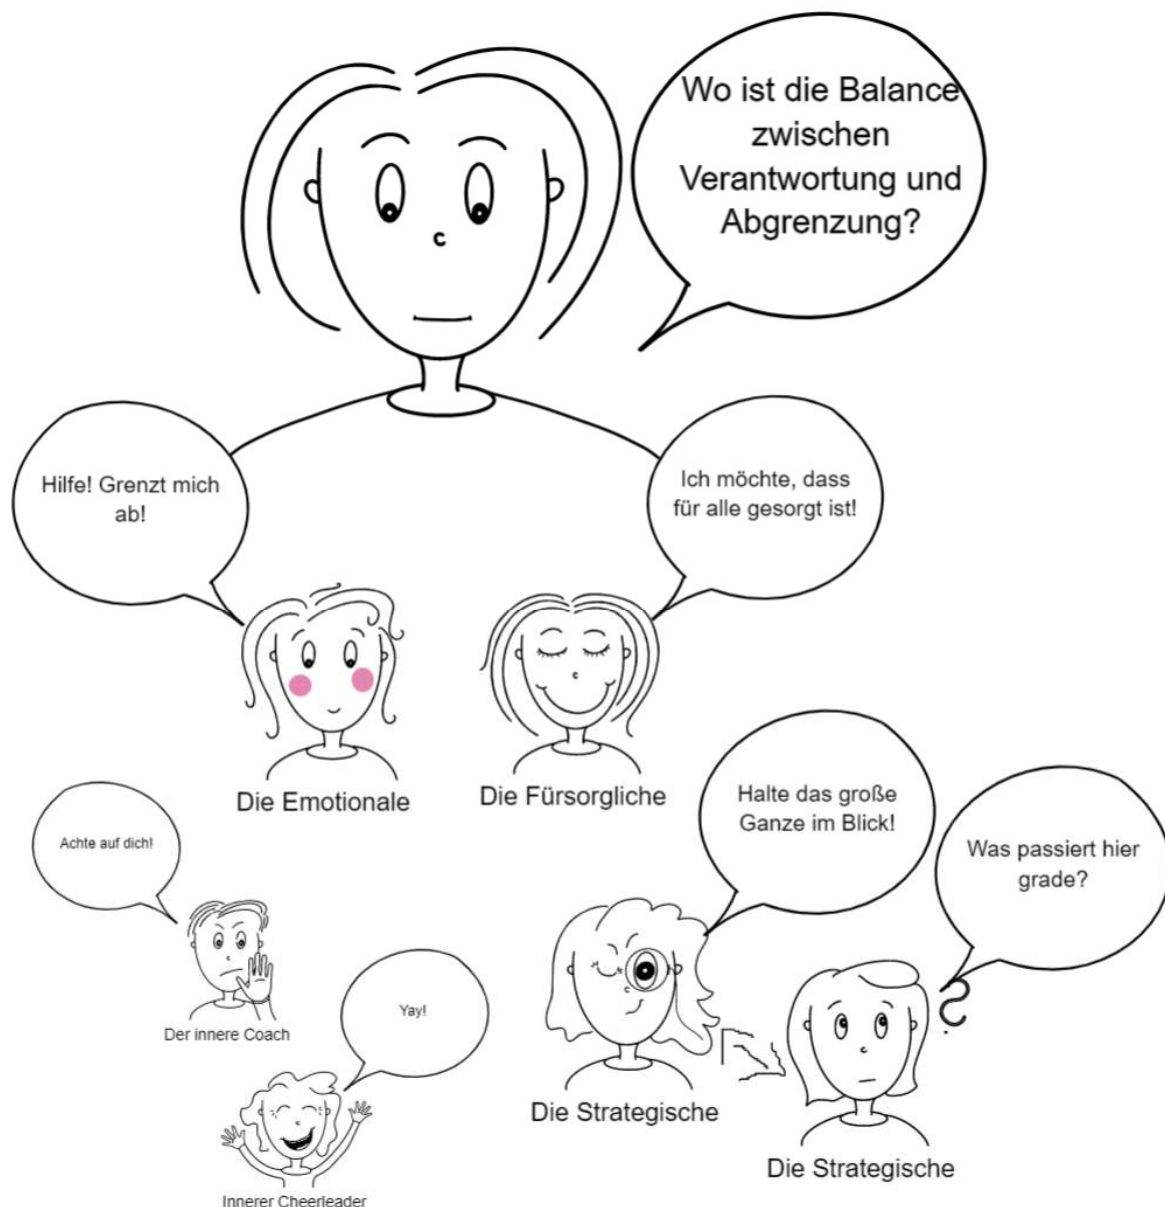 Wo ist die Balance
zwischen
Verantwortung und
Abgrenzung?
Hilfe! Grenzt mich
ab!
Ich möchte, dass
für alle gesorgt ist!
Die Emotionale
Die Fürsorgliche
Achte auf dich!
Der innere Coach
Yay!
Innerer Cheerleader
Halte das große
Ganze im Blick!
Die Strategische
Was passiert hier
grade?
?
Die Strategische